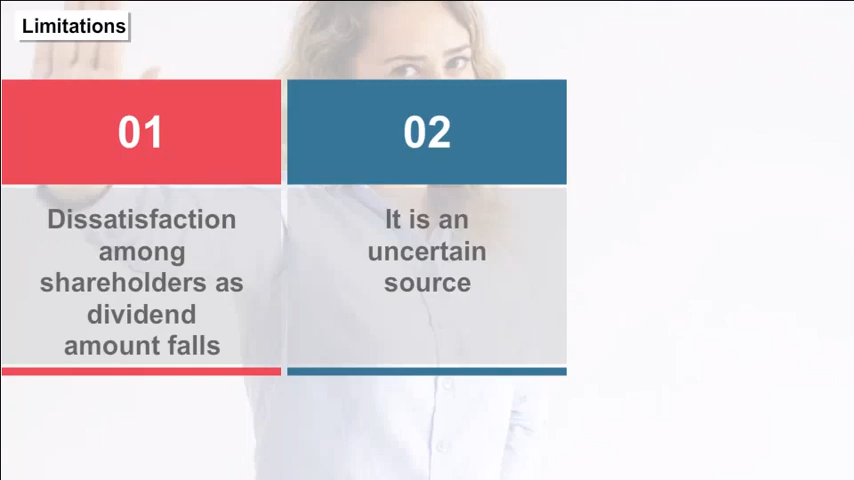 Limitations
01
Dissatisfaction
among
shareholders as
dividend
amount falls
02
It is an
uncertain
source